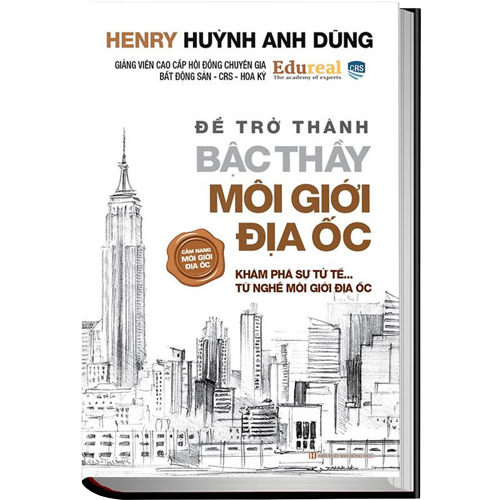 HENRY HUỲNH ANH DŨNG
GIẢNG VIÊN CAO CẤP HỘI ĐỒNG CHUYÊN GIA
BẤT ĐỘNG SẢN - CRS - HOA KỲ
Edureal
The academy of experts
CRS
ĐỂ TRỞ THÀNH
BẬC THẦY
MÔI GIỚI
ĐỊA ỐC
CẨM NANG
MÔI GIỚI
ĐỊA ỐC
KHÁM PHÁ SỰ TỬ TẾ...
TỪ NGHỀ MÔI GIỚI ĐỊA ỐC